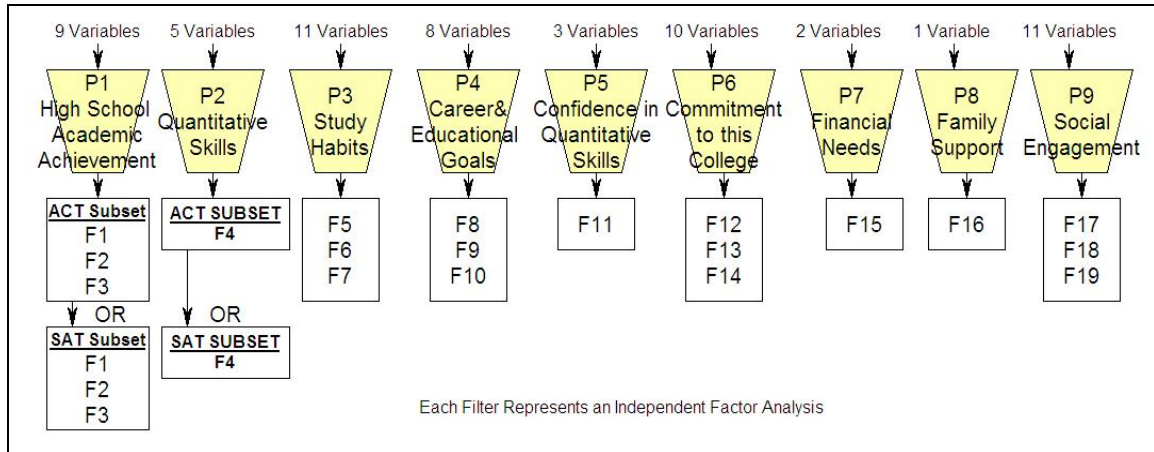 9 Variables
5 Variables
11 Variables
8 Variables
3 Variables
10 Variables
2 Variables
1 Variable
11 Variables
P1
High School
Academic
Achievement
P2
Quantitative
Skills
P3
Study
Habits
P4
Career&
Educational
Goals
P5
Confidence in
Quantitative
Skills
P6
Commitment
to this
College
P7
Financial
Needs
P8
Family
Support
P9
Social
Engagement
ACT Subset
F1
F2
F3
OR
SAT Subset
F1
F2
F3
ACT SUBSET
F4
OR
SAT SUBSET
F4
F5
F6
F7
F8
F9
F10
F11
F12
F13
F14
F15
F16
F17
F18
F19
Each Filter Represents an Independent Factor Analysis